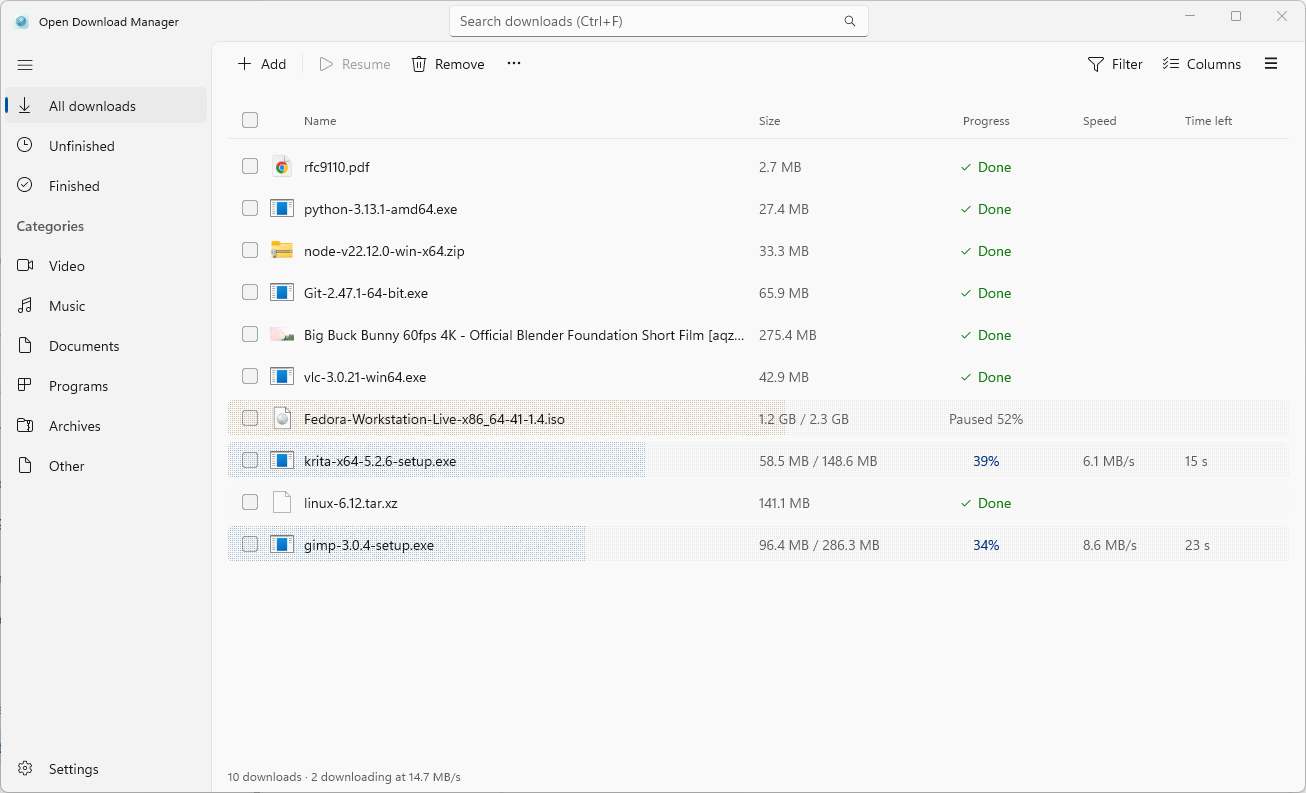 Open Download Manager
Search downloads (Ctrl+F)
Add
Resume
Remove
Filter
Columns
All downloads
Unfinished
Finished
Categories
Video
Music
Documents
Programs
Archives
Other
Settings
Name Size Progress Speed Time left
rfc9110.pdf 2.7 MB Done
python-3.13.1-amd64.exe 27.4 MB Done
node-v22.12.0-win-x64.zip 33.3 MB Done
Git-2.47.1-64-bit.exe 65.9 MB Done
Big Buck Bunny 60fps 4K - Official Blender Foundation Short Film [aqz... 275.4 MB Done
vlc-3.0.21-win64.exe 42.9 MB Done
Fedora-Workstation-Live-x86_64-41-1.4.iso 1.2 GB / 2.3 GB Paused 52%
krita-x64-5.2.6-setup.exe 58.5 MB / 148.6 MB 39% 6.1 MB/s 15 s
linux-6.12.tar.xz 141.1 MB Done
gimp-3.0.4-setup.exe 96.4 MB / 286.3 MB 34% 8.6 MB/s 23 s
10 downloads · 2 downloading at 14.7 MB/s